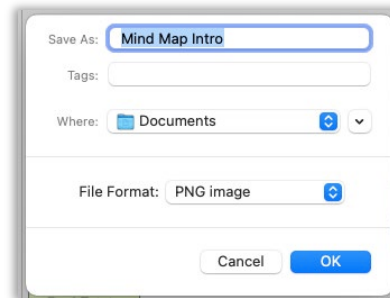 Save As: Mind Map Intro
Tags:
Where: Documents
File Format: PNG image
Cancel OK